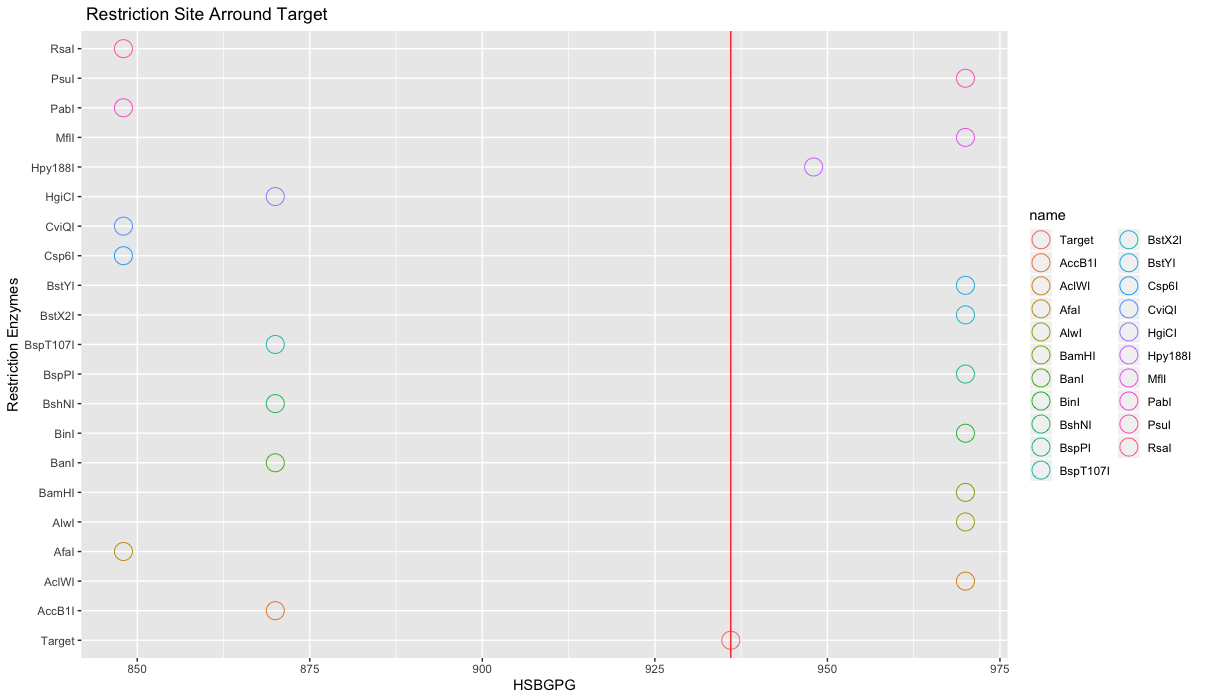 Restriction Site Arround Target
Restriction Enzymes
RsaI
PsuI
PabI
MflI
Hpy188I
HgiCI
CviQI
Csp6I
BstYI
BstX2I
BspT107I
BspPI
BshNI
BinI
BanI
BamHI
AlwI
AfaI
AclWI
AccB1I
Target
850 875 900 925 950 975
HSBGPG
name
Target BstX2I
AccB1I BstYI
AclWI Csp6I
AfaI CviQI
AlwI HgiCI
BamHI Hpy188I
BanI MflI
BinI PabI
BshNI PsuI
BspPI RsaI
BspT107I